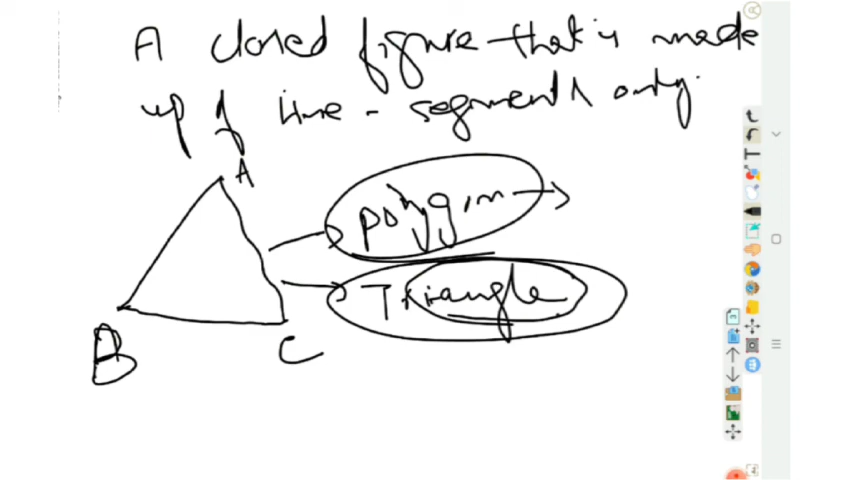 A closed figure that is made
up of line - segments only.
A
polygon
Triangle
B
C